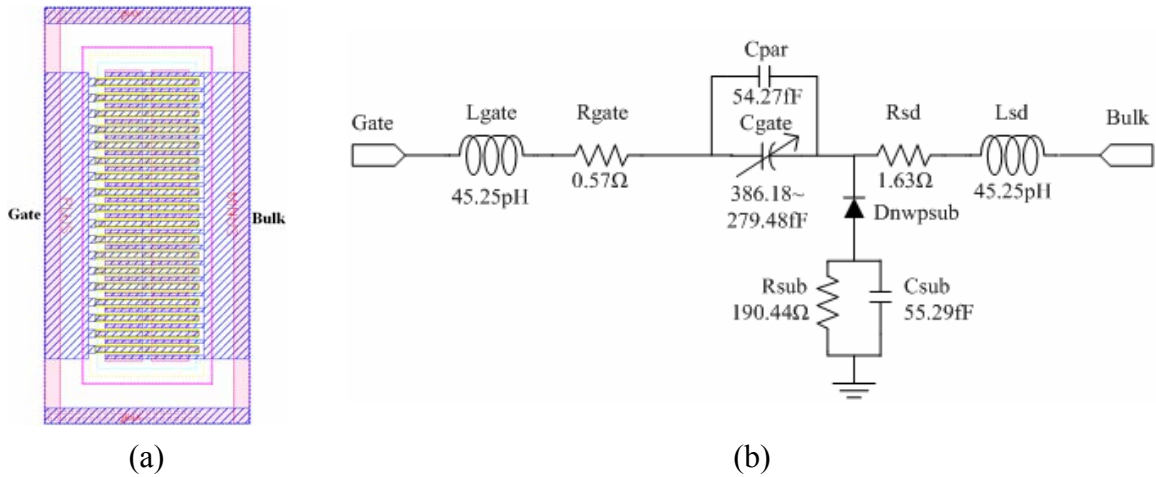 Gate
Bulk
(a)
Cpar
54.27fF
Gate
Lgate
Rgate
Cgate
Rsd
Lsd
Bulk
45.25pH
0.57Ω
386.18~
279.48fF
1.63Ω
45.25pH
Dnwpsub
Rsub
190.44Ω
Csub
55.29fF
(b)